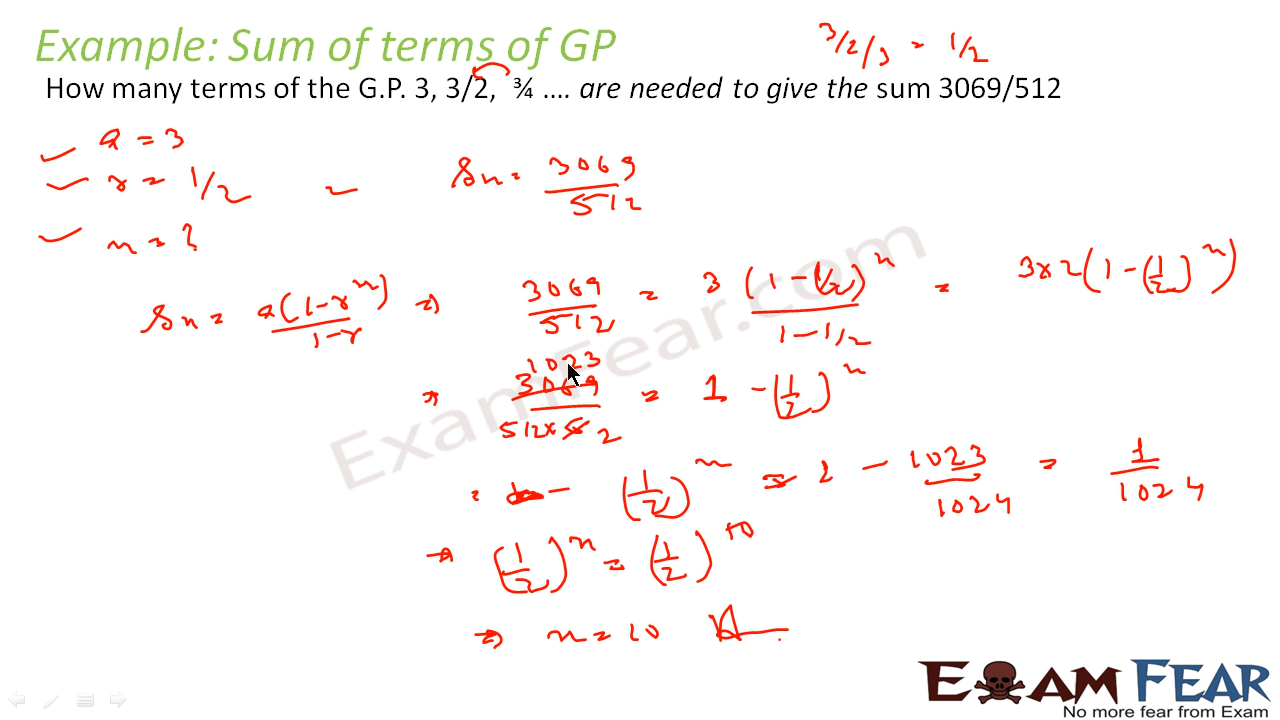 Example: Sum of terms of GP
3/2/3 = 1/2
How many terms of the G.P. 3, 3/2, ¾ .... are needed to give the sum 3069/512
a = 3
r = 1/2
Sn = 3069/512
n = ?
Sn = a(1-r^n)/1-r ⇒ 3069/512 = 3(1-(1/2)^n/1-1/2 = 3x2(1-(1/2)^n)
1023
⇒ 3069/512x6 2 = 1 - (1/2)^n
(1/2)^n = 1 - 1023/1024 = 1/1024
⇒ (1/2)^n = (1/2)^10
⇒ n = 10
ExamFear.com
EXAM FEAR
No more fear from Exam